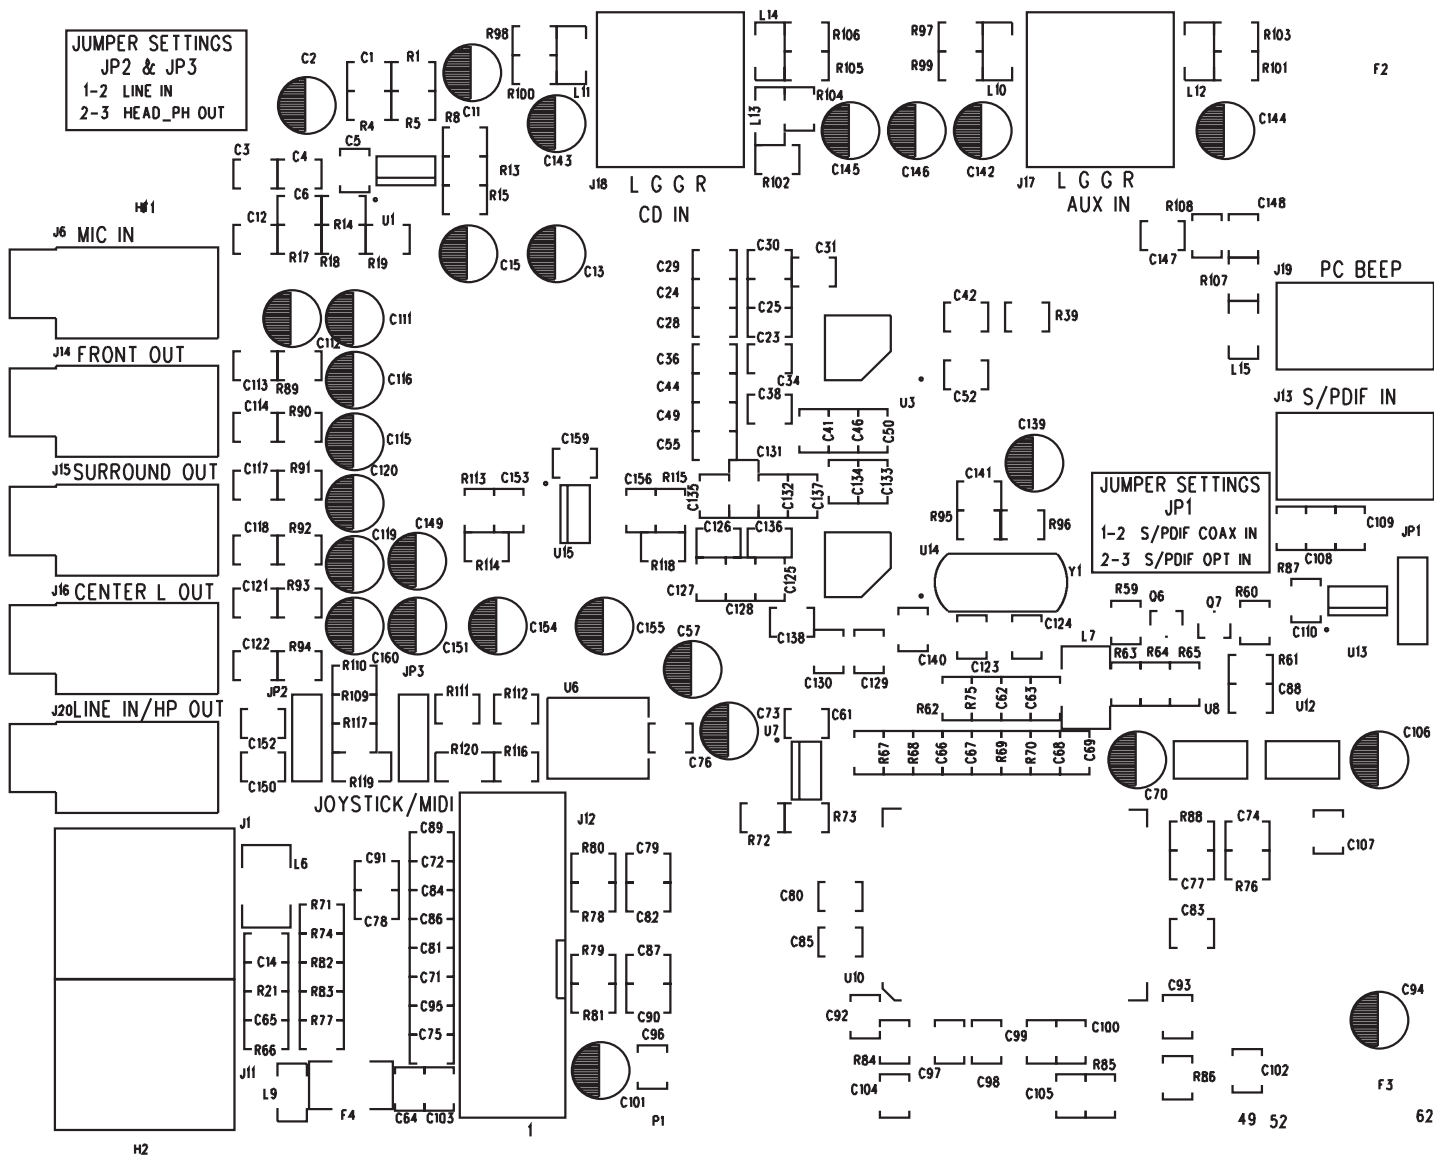 JUMPER SETTINGS
JP2 & JP3
1-2 LINE IN
2-3 HEAD_PH OUT
C2
C1
R1
R4
R5
C11
R8
R98
R100
L11
C143
L14
R106
R105
L13
R104
R102
R97
R99
L10
R103
R101
L12
F2
C144
C145
C146
C142
J18
L G G R
CD IN
J17
L G G R
AUX IN
C3
C4
C5
R13
R15
C6
C12
R14
U1
R17
R18
R19
C15
C13
J6
MIC IN
R108
C148
C147
R107
J19
PC BEEP
L15
C29
C24
C28
C30
C31
C25
C23
C42
R39
C111
C112
J14
FRONT OUT
C113
R89
C116
C36
C44
C49
C55
C34
C38
U3
C52
J13
S/PDIF IN
C114
R90
C115
C41
C46
C50
C139
C159
C131
J15
SURROUND OUT
C117
R91
C120
R113
C153
C156
R115
C135
C132
C137
C134
C133
C141
JUMPER SETTINGS
JP1
1-2 S/PDIF COAX IN
2-3 S/PDIF OPT IN
C109
C108
JP1
C118
R92
C119
C149
R114
U15
R118
C126
C136
R95
R96
U14
Y1
J16
CENTER L OUT
C121
R93
C127
C128
C125
R59
Q6
Q7
R60
R87
C110
U13
C160
C151
C154
C155
C57
C138
C140
C124
C123
L7
C122
R94
C130
C129
R63
R64
R65
R61
C88
U8
U12
R110
R109
R117
R119
JP2
JP3
R111
R112
U6
R62
R75
C62
C63
J20
LINE IN/HP OUT
C152
C150
R120
R116
C76
C73
U7
C61
R67
R68
C66
C67
R69
R70
C68
C69
C70
C106
JOYSTICK/MIDI
J1
L6
C91
C78
C89
C72
C84
C86
C81
C71
C95
C75
J12
R80
R78
C79
C82
R72
R73
R88
C77
C74
R76
C107
C80
C85
C83
R71
R74
R82
R83
R77
C14
R21
C65
R66
R79
R81
C87
C90
U10
C92
C93
C94
C96
R84
C97
C98
C99
C100
R85
C104
C105
R86
C102
J11
L9
F4
C64
C103
C101
P1
F3
1
49
52
62
H2